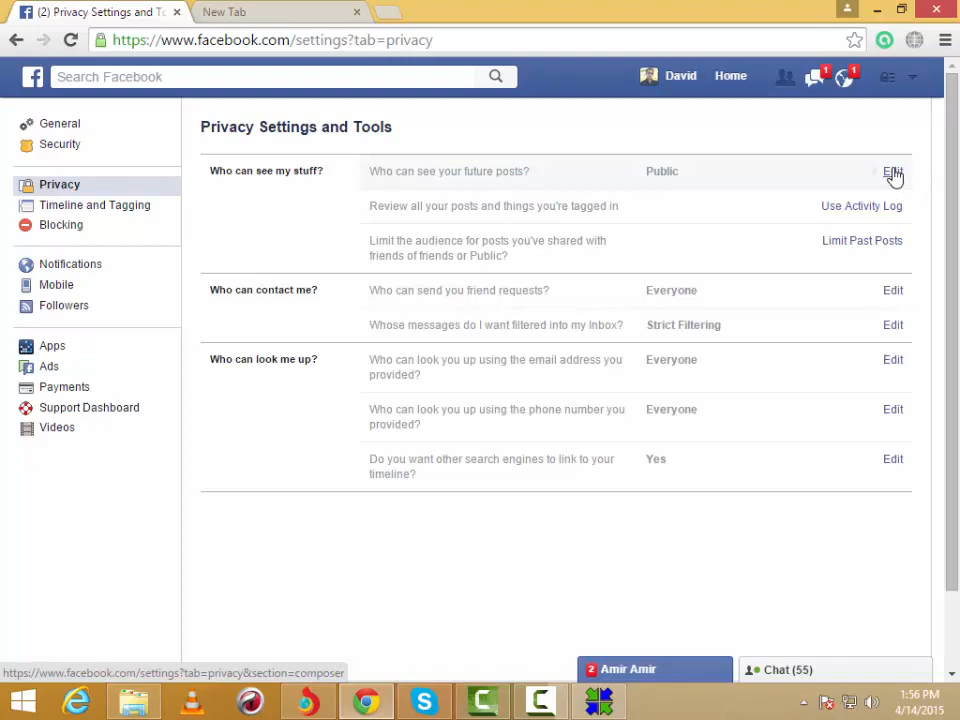 (2) Privacy Settings and To
New Tab
https://www.facebook.com/settings?tab=privacy
Search Facebook
David
Home
1
1
General
Security
Privacy
Timeline and Tagging
Blocking
Notifications
Mobile
Followers
Apps
Ads
Payments
Support Dashboard
Videos
Privacy Settings and Tools
Who can see my stuff?
Who can see your future posts?
Public
Edit
Review all your posts and things you're tagged in
Use Activity Log
Limit the audience for posts you've shared with
friends of friends or Public?
Limit Past Posts
Who can contact me?
Who can send you friend requests?
Everyone
Edit
Whose messages do I want filtered into my Inbox?
Strict Filtering
Edit
Who can look me up?
Who can look you up using the email address you
provided?
Everyone
Edit
Who can look you up using the phone number you
provided?
Everyone
Edit
Do you want other search engines to link to your
timeline?
Yes
Edit
https://www.facebook.com/settings?tab=privacy&section=composer
2 Amir Amir
Chat (55)
1:56 PM
4/14/2015